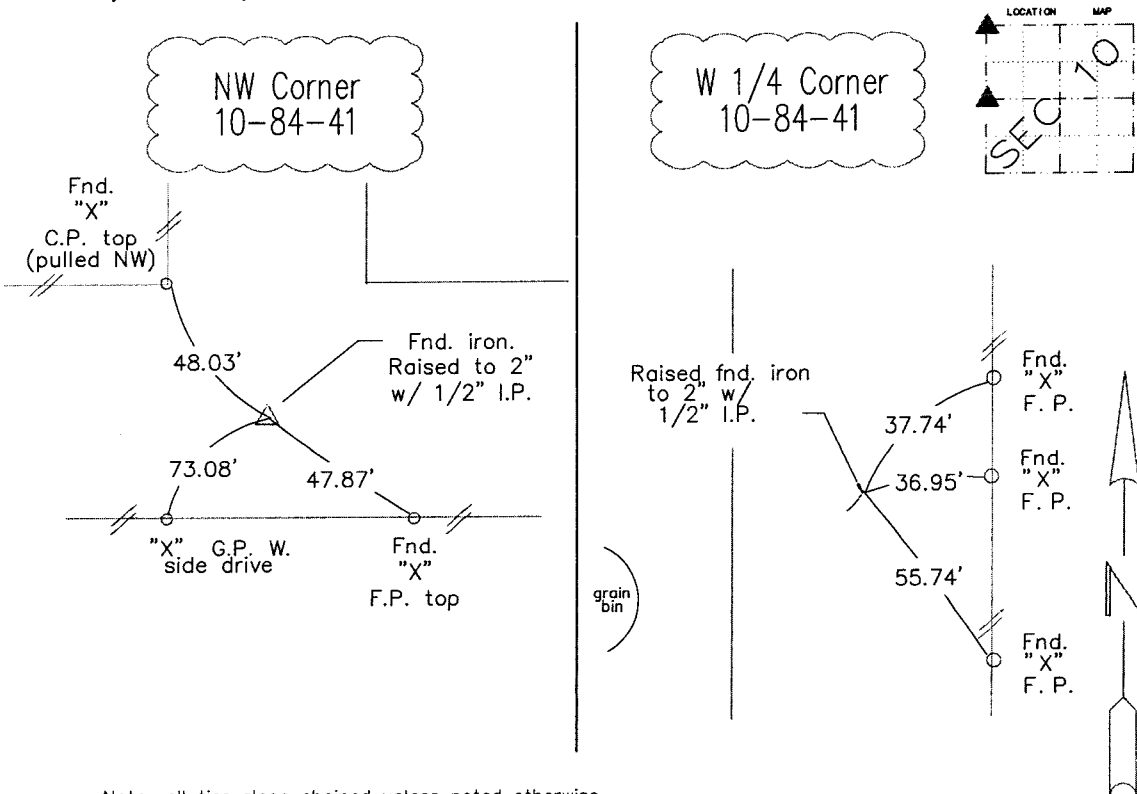 NW Corner
10-84-41
Fnd.
"X"
C.P. top
(pulled NW)
48.03'
Fnd. iron.
Raised to 2"
w/ 1/2" I.P.
73.08'
47.87'
"X" G.P. W.
side drive
Fnd.
"X"
F.P. top
W 1/4 Corner
10-84-41
LOCATION MAP
SEC 10
Raised fnd. iron
to 2" w/
1/2" I.P.
Fnd.
"X"
F. P.
37.74'
36.95'
Fnd.
"X"
F. P.
55.74'
grain
bin
Fnd.
"X"
F. P.
N